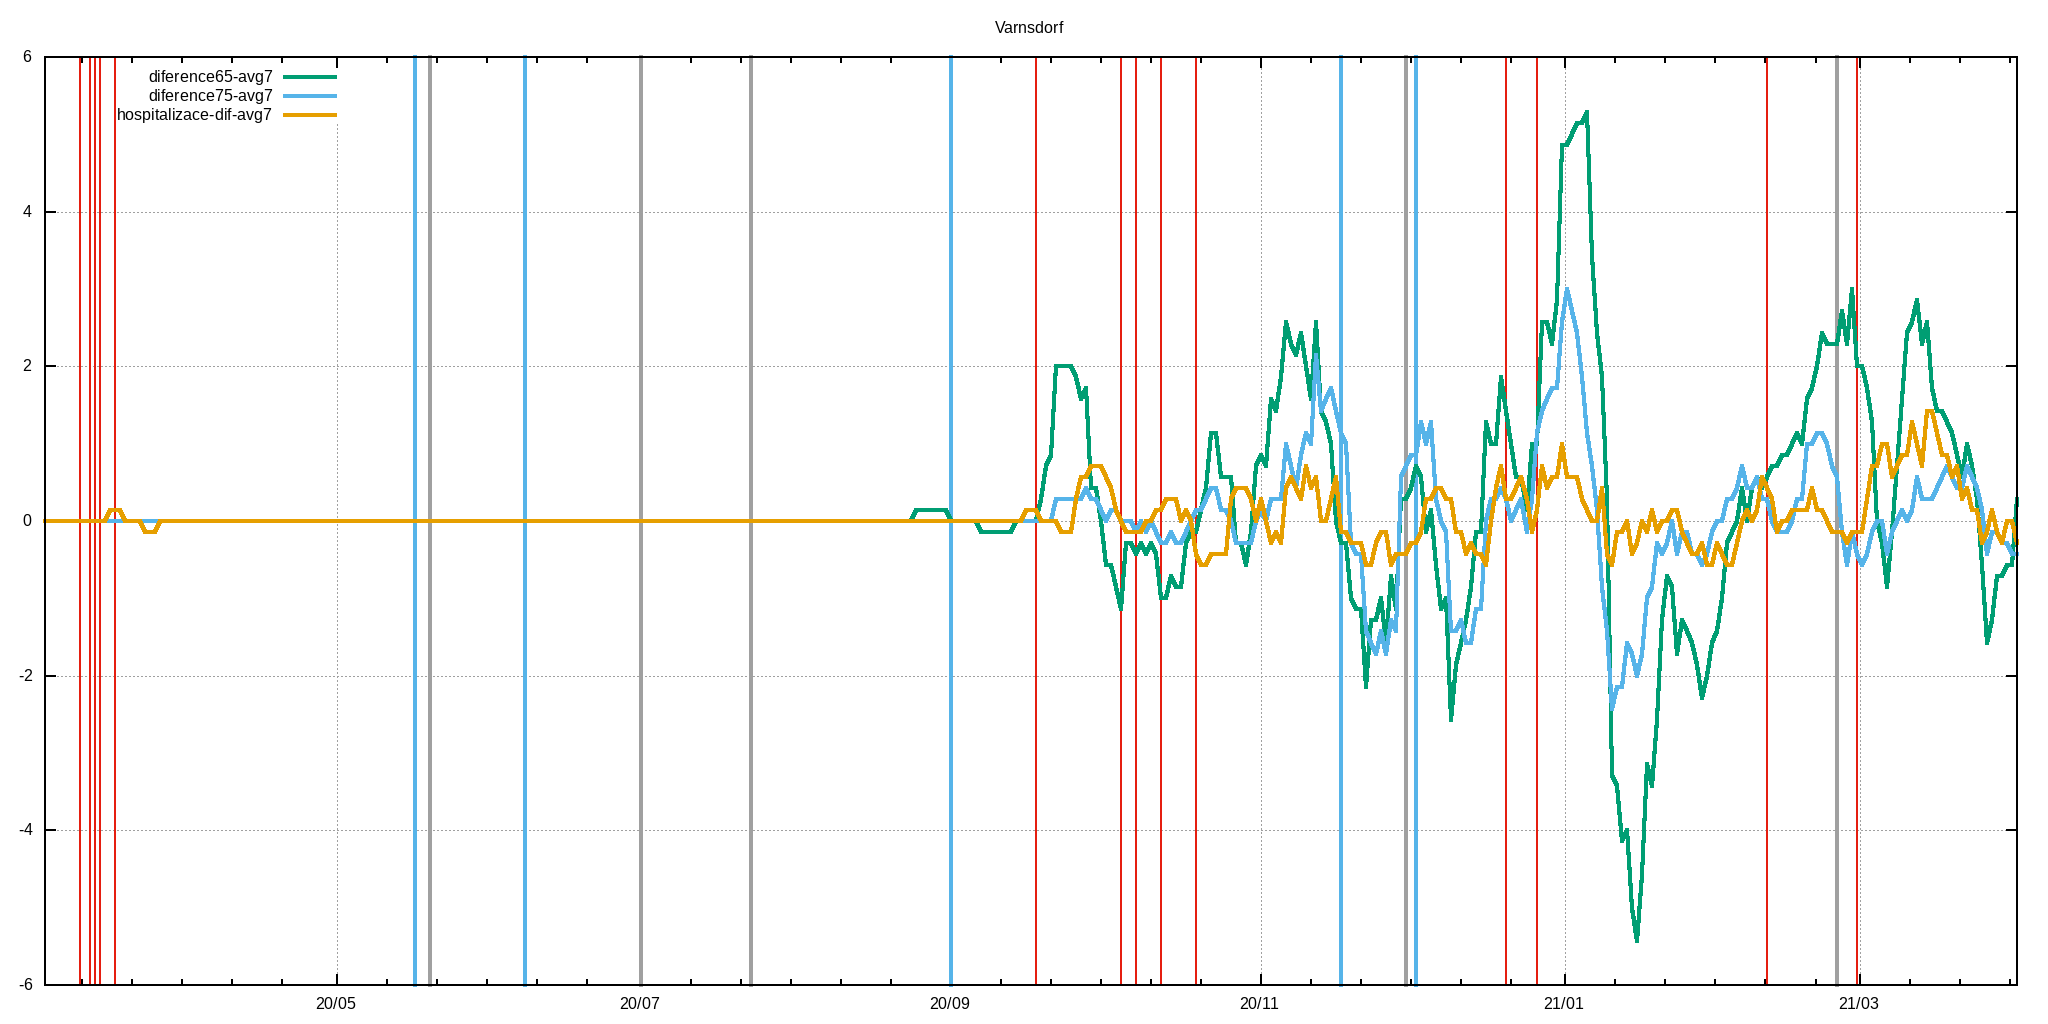 Varnsdorf
6
diference65-avg7
diference75-avg7
hospitalizace-dif-avg7
4
2
0
-2
-4
-6
20/05 20/07 20/09 20/11 21/01 21/03